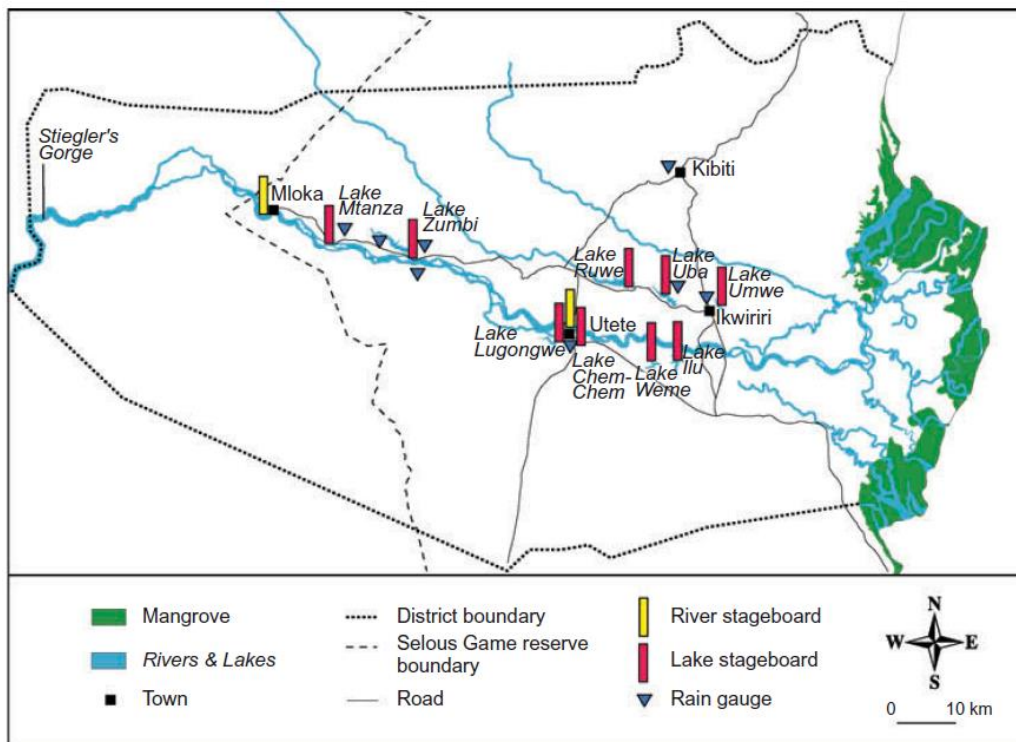 Stiegler's
Gorge
Mloka
Lake
Mtanza
Lake
Zumbi
Kibiti
Lake
Ruwe
Lake
Uba
Lake
Umwe
Ikwiriri
Utete
Lake
Lugongwe
Lake
Chem-
Chem
Lake
Weme
Lake
Ilu
Mangrove
Rivers & Lakes
Town
District boundary
Selous Game reserve
boundary
Road
River stageboard
Lake stageboard
Rain gauge
N
W E
S
0 10 km